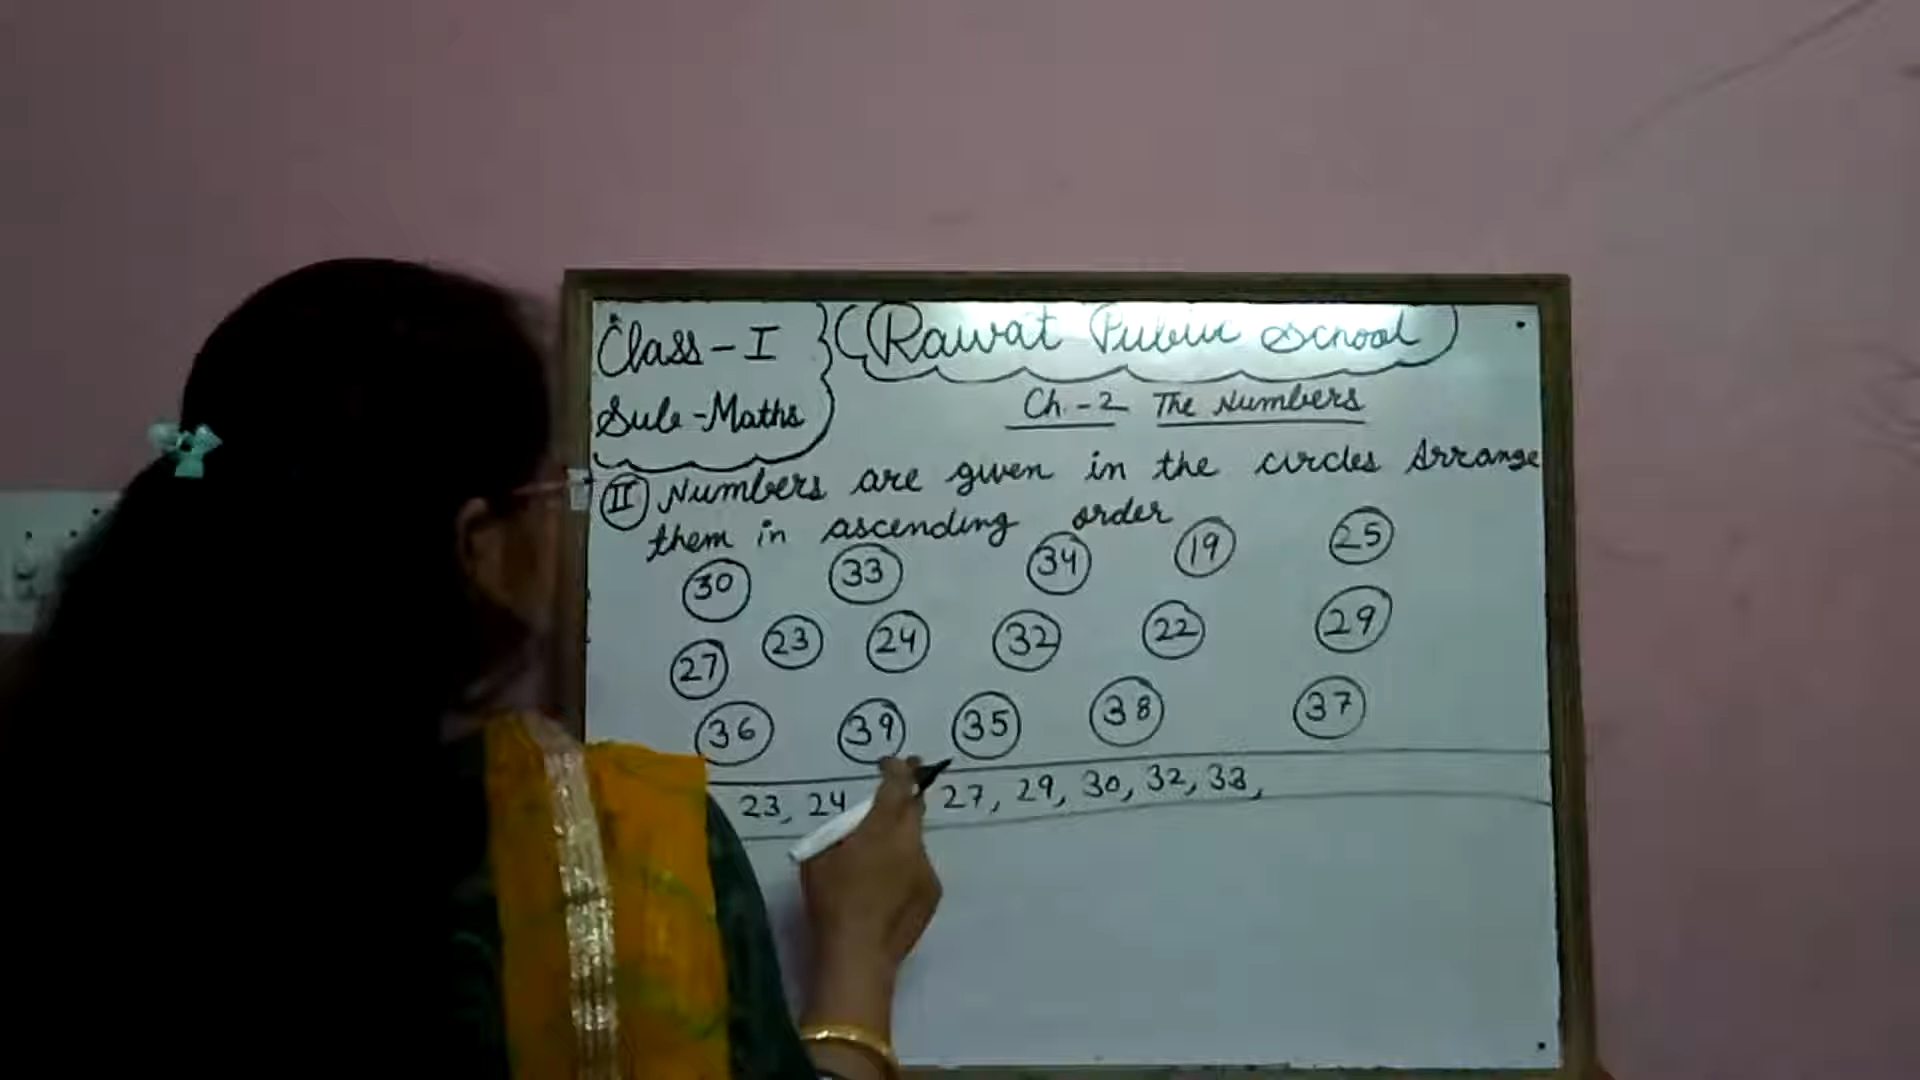 Class - I
Sub - Maths
Rawat Public School
Ch. - 2 The Numbers
II Numbers are given in the circles Arrange
them in ascending order
30 33 34 19 25
27 23 24 32 22 29
36 39 35 38 37
23, 24 27, 29, 30, 32, 33,